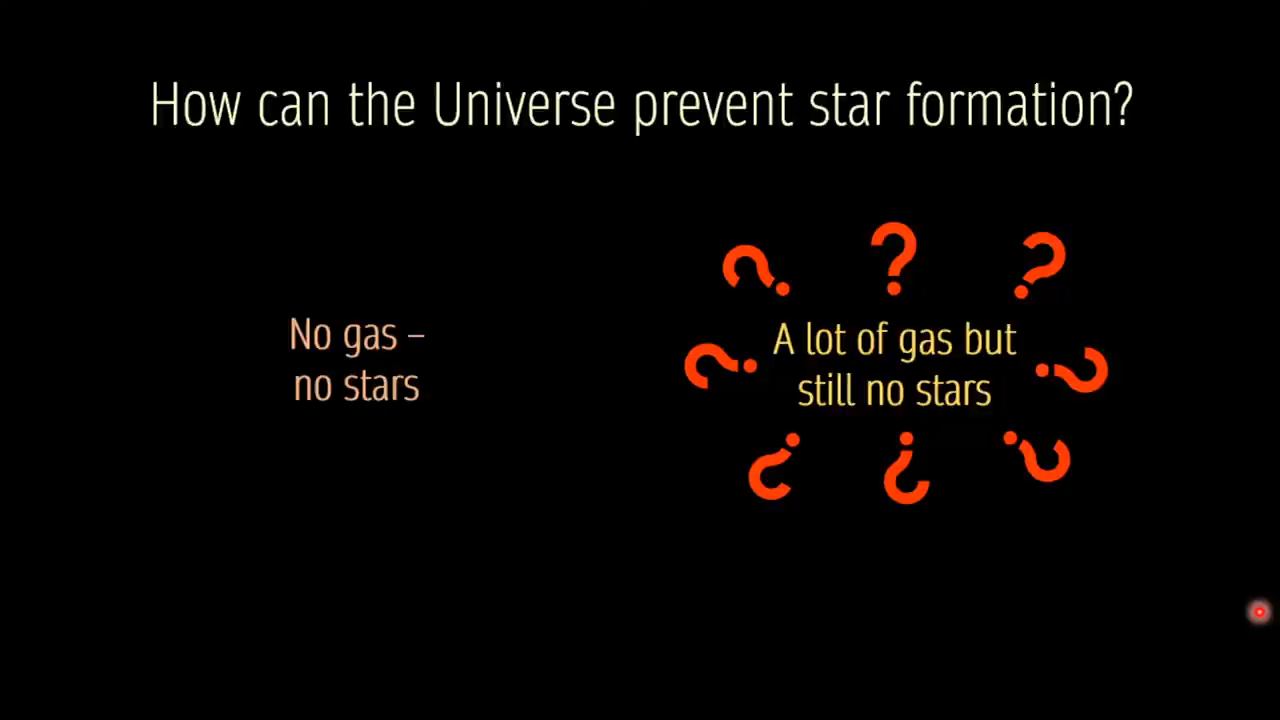 How can the Universe prevent star formation?
No gas –
no stars
? ? ?
A lot of gas but
still no stars
? ?
? ? ?